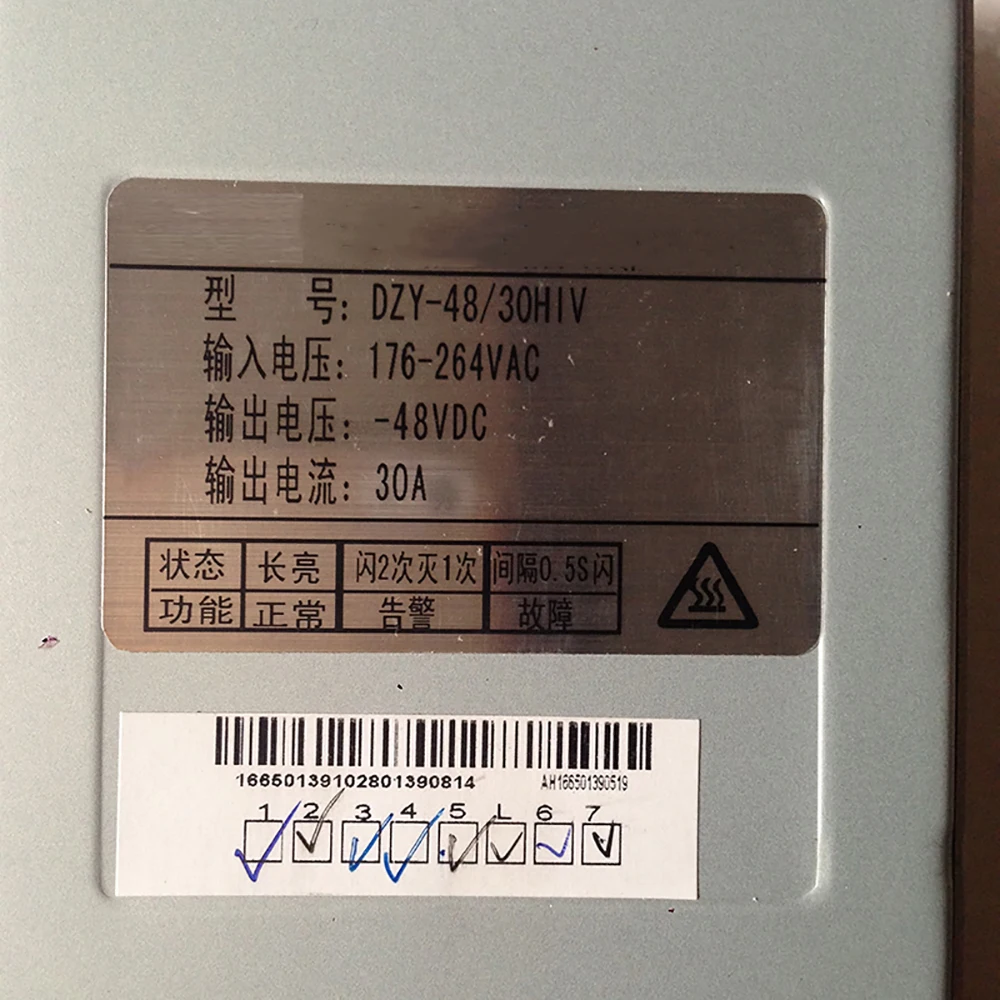 型 号: DZY-48/30HIV
输入电压: 176-264VAC
输出电压: -48VDC
输出电流: 30A
状态 长亮 闪2次灭1次 间隔0.5S闪
功能 正常 告警 故障
16650139102801390814 AH166501390519
1 2 3 4 5 L 6 7